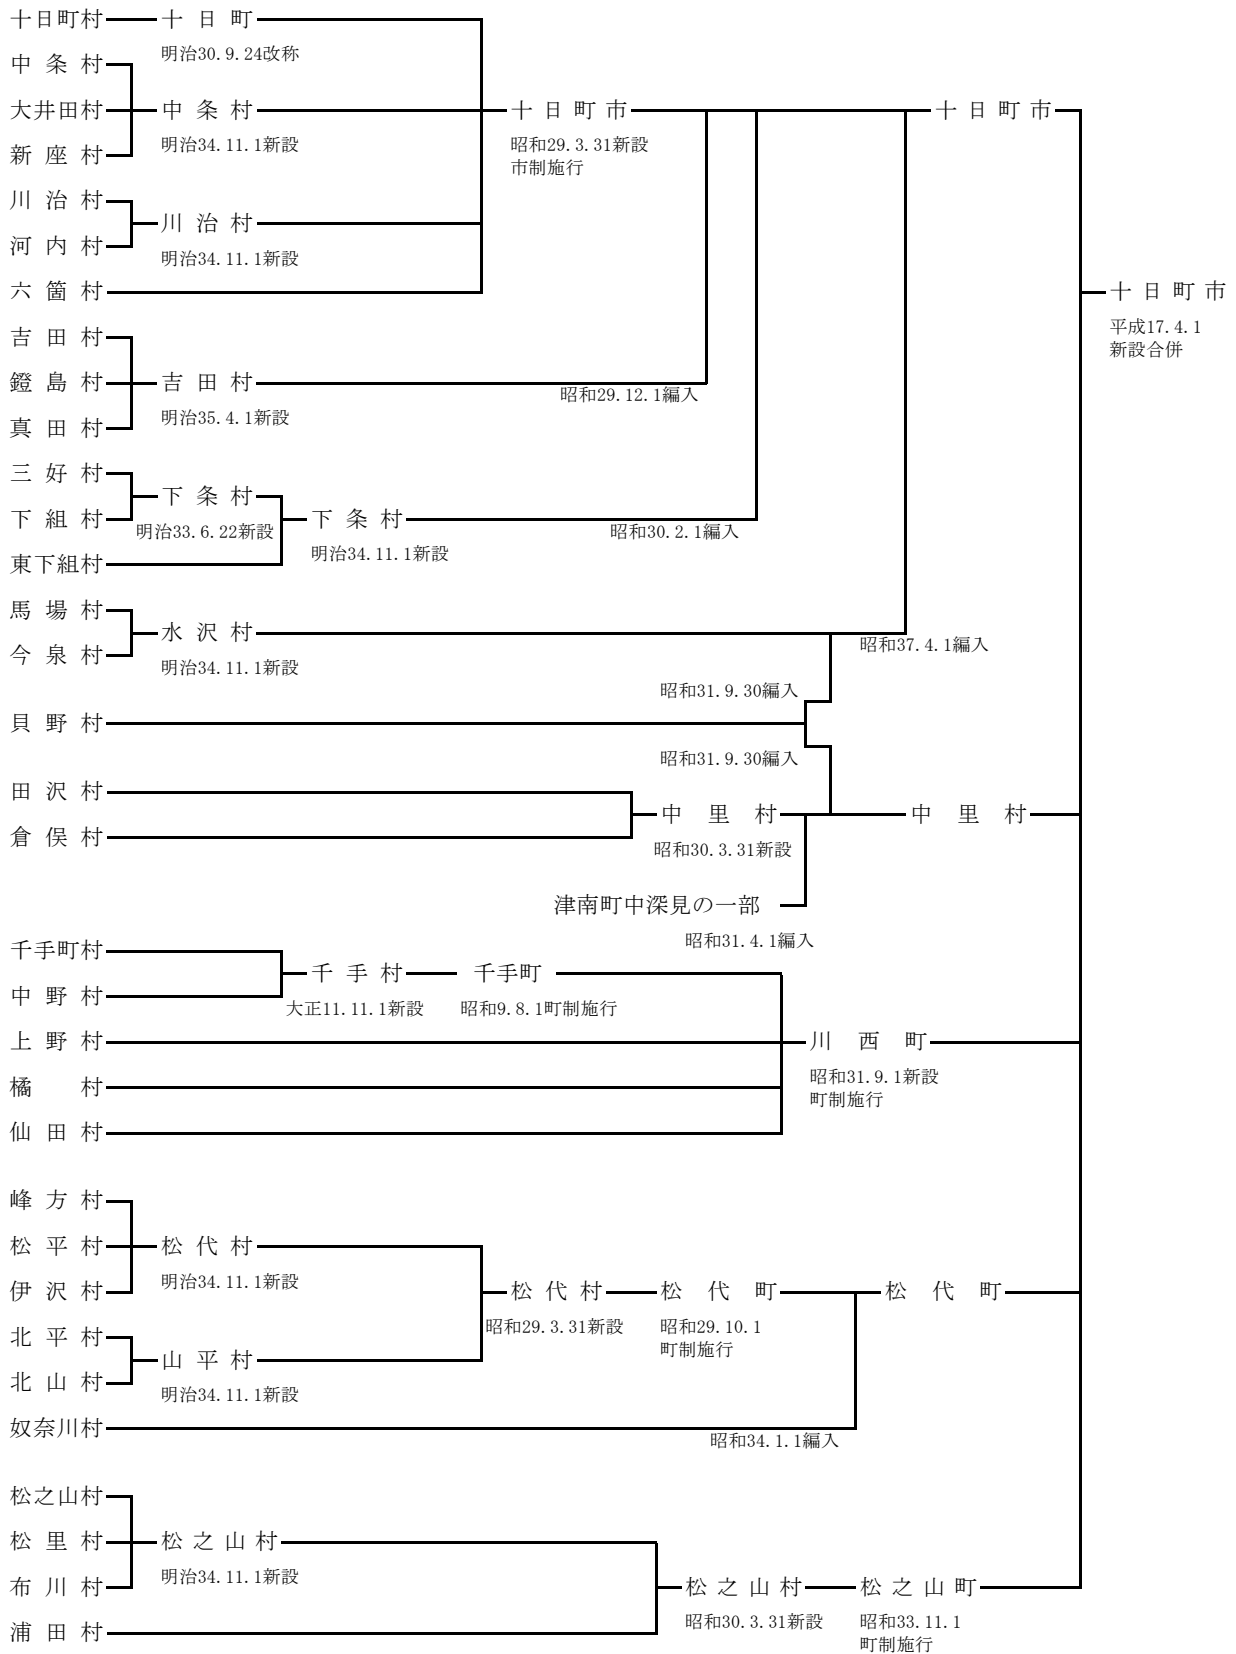 十日町村 十日町
明治30.9.24改称
中条村
大井田村 中条村 十日町市 十日町市
明治34.11.1新設 昭和29.3.31新設
市制施行
新座村
川治村
川治村
明治34.11.1新設
河内村
六箇村 十日町市
平成17.4.1
新設合併
吉田村
鐙島村 吉田村
昭和29.12.1編入
明治35.4.1新設
真田村
三好村
下条村
明治33.6.22新設
下組村 下条村
昭和30.2.1編入
明治34.11.1新設
東下組村
馬場村
水沢村
昭和37.4.1編入
明治34.11.1新設
今泉村
昭和31.9.30編入
貝野村
昭和31.9.30編入
田沢村
中里村 中里村
昭和30.3.31新設
倉俣村
津南町中深見の一部
昭和31.4.1編入
千手町村
千手村 千手町
大正11.11.1新設 昭和9.8.1町制施行
中野村
上野村 川西町
昭和31.9.1新設
町制施行
橘村
仙田村
峰方村
松平村 松代村
明治34.11.1新設
伊沢村 松代村 松代町 松代町
昭和29.3.31新設 昭和29.10.1
町制施行
北平村
山平村
明治34.11.1新設
北山村
奴奈川村
昭和34.1.1編入
松之山村
松里村 松之山村
明治34.11.1新設
布川村 松之山村 松之山町
昭和30.3.31新設 昭和33.11.1
町制施行
浦田村